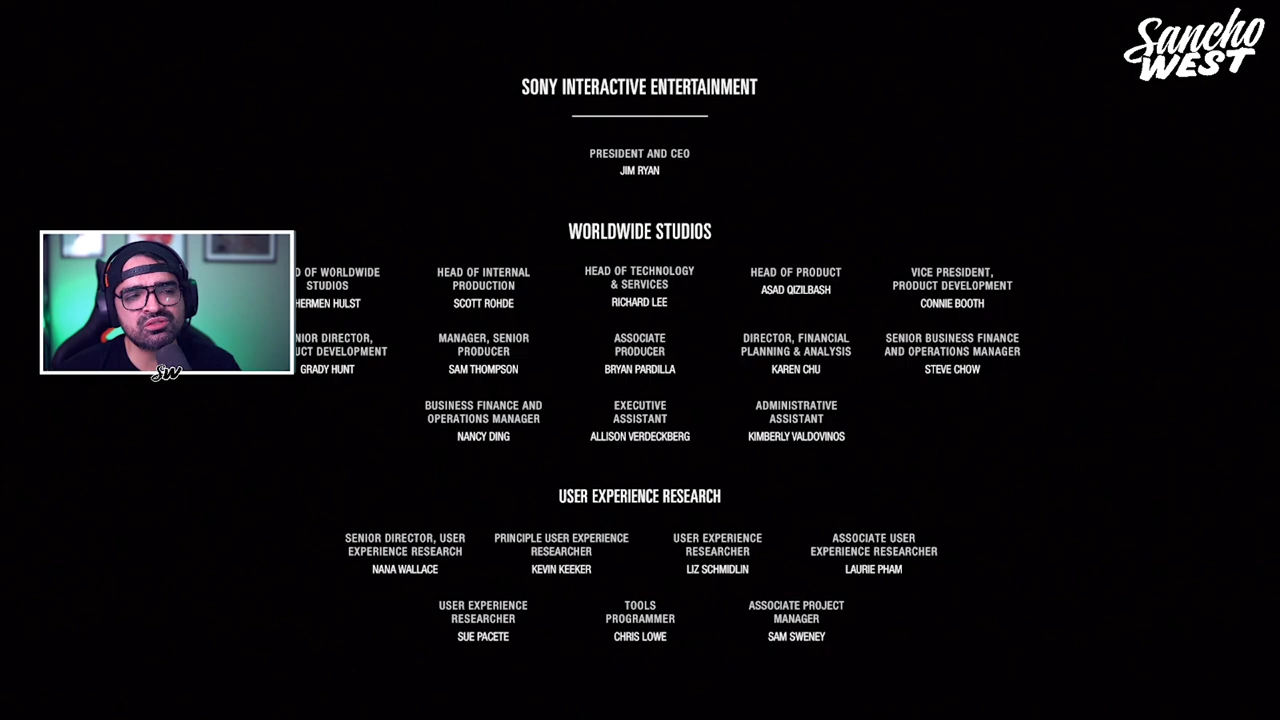 Sancho
WEST
SONY INTERACTIVE ENTERTAINMENT
PRESIDENT AND CEO
JIM RYAN
WORLDWIDE STUDIOS
OF WORLDWIDE
STUDIOS
HERMEN HULST
HEAD OF INTERNAL
PRODUCTION
SCOTT ROHDE
HEAD OF TECHNOLOGY
& SERVICES
RICHARD LEE
HEAD OF PRODUCT
ASAD QIZILBASH
VICE PRESIDENT,
PRODUCT DEVELOPMENT
CONNIE BOOTH
DIRECTOR,
DEVELOPMENT
GRADY HUNT
MANAGER, SENIOR
PRODUCER
SAM THOMPSON
ASSOCIATE
PRODUCER
BRYAN PARDILLA
DIRECTOR, FINANCIAL
PLANNING & ANALYSIS
KAREN CHU
SENIOR BUSINESS FINANCE
AND OPERATIONS MANAGER
STEVE CHOW
SW
BUSINESS FINANCE AND
OPERATIONS MANAGER
NANCY DING
EXECUTIVE
ASSISTANT
ALLISON VERDECKBERG
ADMINISTRATIVE
ASSISTANT
KIMBERLY VALDOVINOS
USER EXPERIENCE RESEARCH
SENIOR DIRECTOR, USER
EXPERIENCE RESEARCH
NANA WALLACE
PRINCIPLE USER EXPERIENCE
RESEARCHER
KEVIN KEEKER
USER EXPERIENCE
RESEARCHER
LIZ SCHMIDLIN
ASSOCIATE USER
EXPERIENCE RESEARCHER
LAURIE PHAM
USER EXPERIENCE
RESEARCHER
SUE PACETE
TOOLS
PROGRAMMER
CHRIS LOWE
ASSOCIATE PROJECT
MANAGER
SAM SWENEY